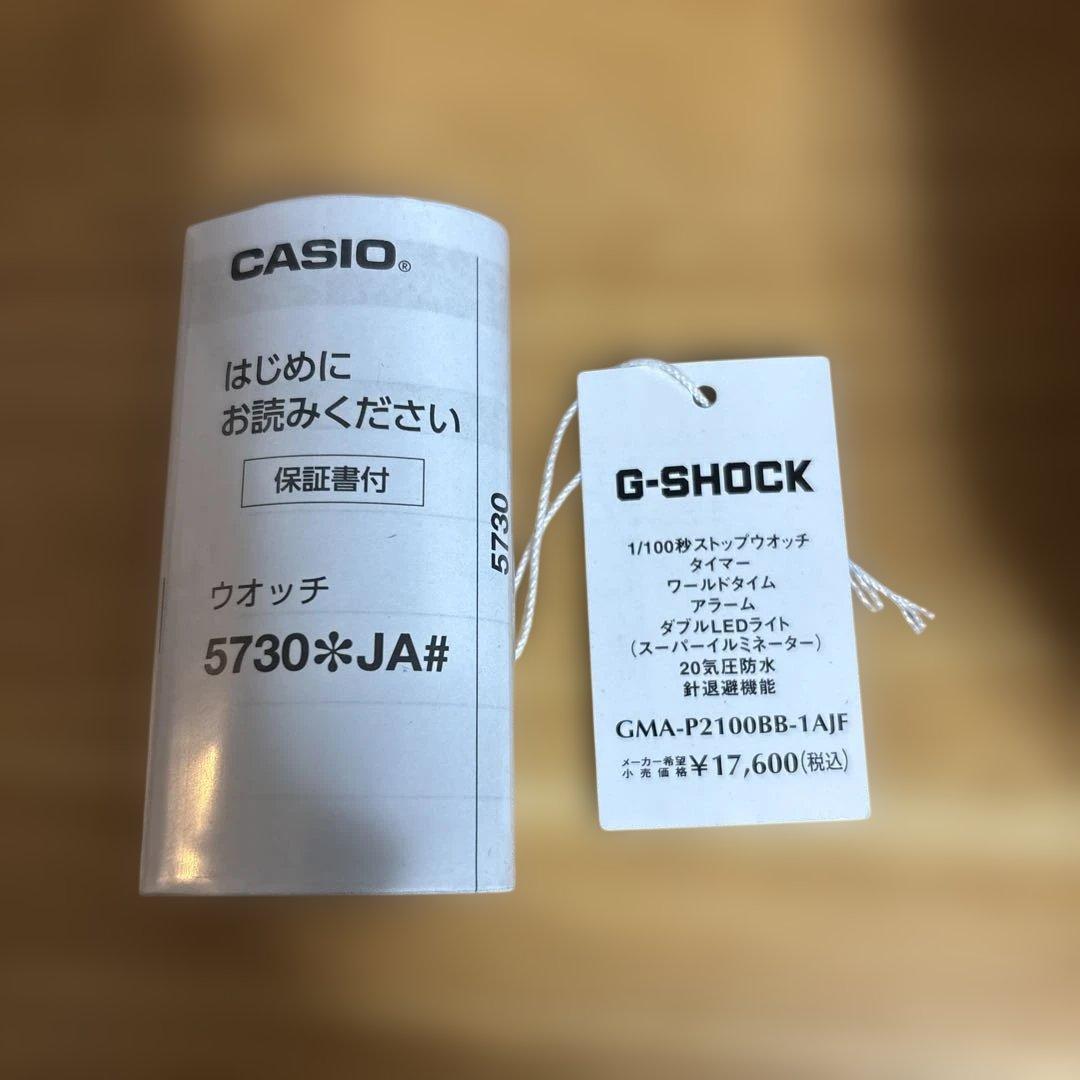 CASIO®
はじめに
お読みください
保証書付
ウオッチ
5730✻JA#
5730
G-SHOCK
1/100秒ストップウオッチ
タイマー
ワールドタイム
アラーム
ダブルLEDライト
(スーパーイルミネーター)
20気圧防水
針退避機能
GMA-P2100BB-1AJF
メーカー希望
小売価格 ¥17,600(税込)